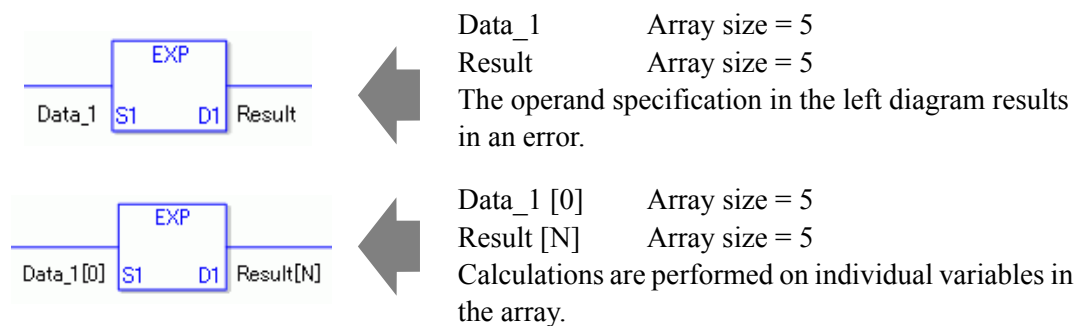 EXP
Data_1 S1 D1 Result
Data_1 Array size = 5
Result Array size = 5
The operand specification in the left diagram results
in an error.
EXP
Data_1[0] S1 D1 Result[N]
Data_1 [0] Array size = 5
Result [N] Array size = 5
Calculations are performed on individual variables in
the array.